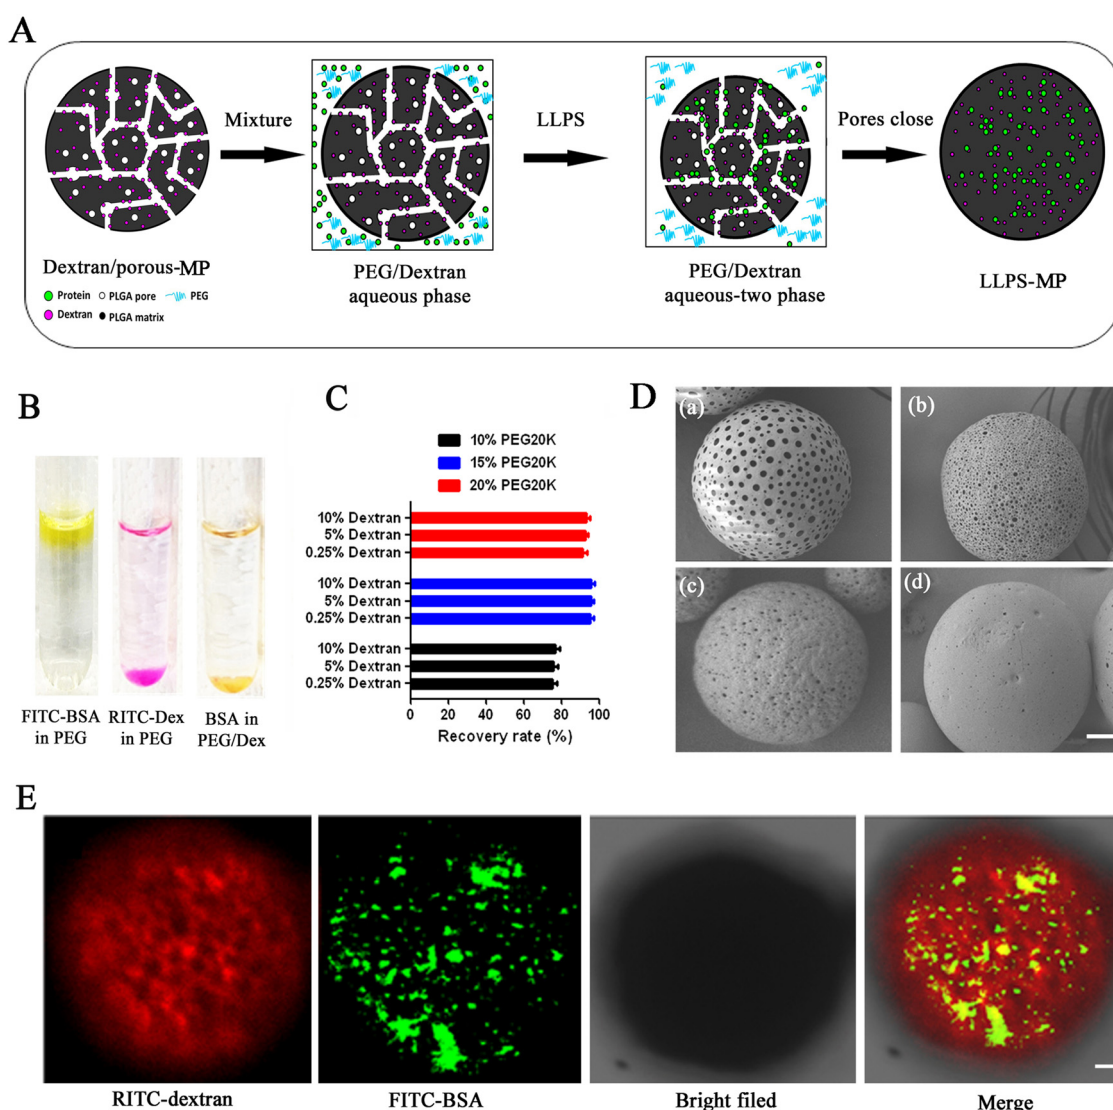 A
Mixture
LLPS
Pores close
Dextran/porous-MP
PEG/Dextran
aqueous phase
PEG/Dextran
aqueous-two phase
LLPS-MP
Protein PLGA pore PEG
Dextran PLGA matrix
B
FITC-BSA
in PEG
RITC-Dex
in PEG
BSA in
PEG/Dex
C
10% PEG20K
15% PEG20K
20% PEG20K
10% Dextran
5% Dextran
0.25% Dextran
10% Dextran
5% Dextran
0.25% Dextran
10% Dextran
5% Dextran
0.25% Dextran
0 20 40 60 80 100
Recovery rate (%)
D
(a)
(b)
(c)
(d)
E
RITC-dextran
FITC-BSA
Bright filed
Merge